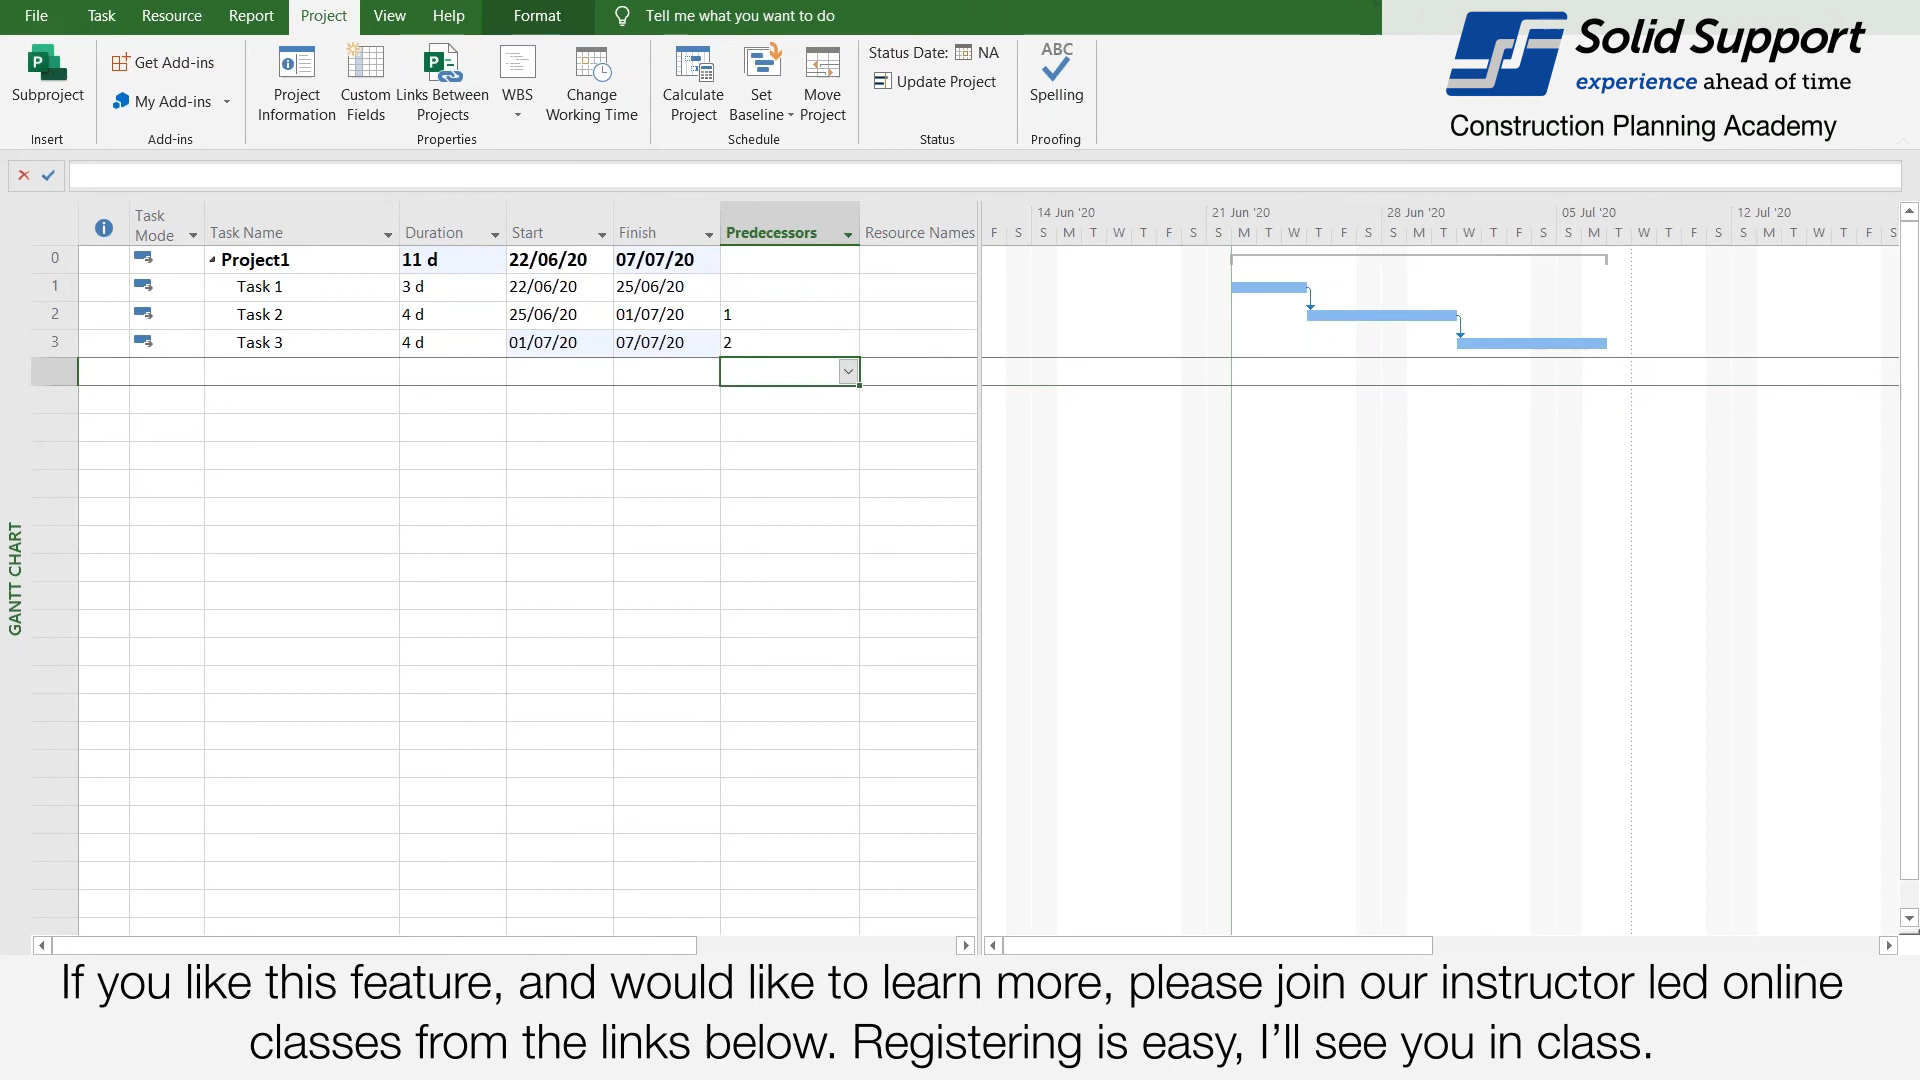 File Task Resource Report Project View Help Format Tell me what you want to do
Subproject
Insert
Get Add-ins
My Add-ins
Add-ins
Project Information
Custom Fields
Links Between Projects
WBS
Change Working Time
Properties
Calculate Project
Set Baseline
Move Project
Schedule
Status Date: NA
Update Project
Status
ABC
Spelling
Proofing
Solid Support
experience ahead of time
Construction Planning Academy
Task Mode Task Name Duration Start Finish Predecessors Resource Names
0 Project1 11 d 22/06/20 07/07/20
1 Task 1 3 d 22/06/20 25/06/20
2 Task 2 4 d 25/06/20 01/07/20 1
3 Task 3 4 d 01/07/20 07/07/20 2
14 Jun '20 21 Jun '20 28 Jun '20 05 Jul '20 12 Jul '20
F S S M T W T F S S M T W T F S S M T W T F S S M T W T F S S M T W T F S
GANTT CHART
If you like this feature, and would like to learn more, please join our instructor led online
classes from the links below. Registering is easy, I'll see you in class.